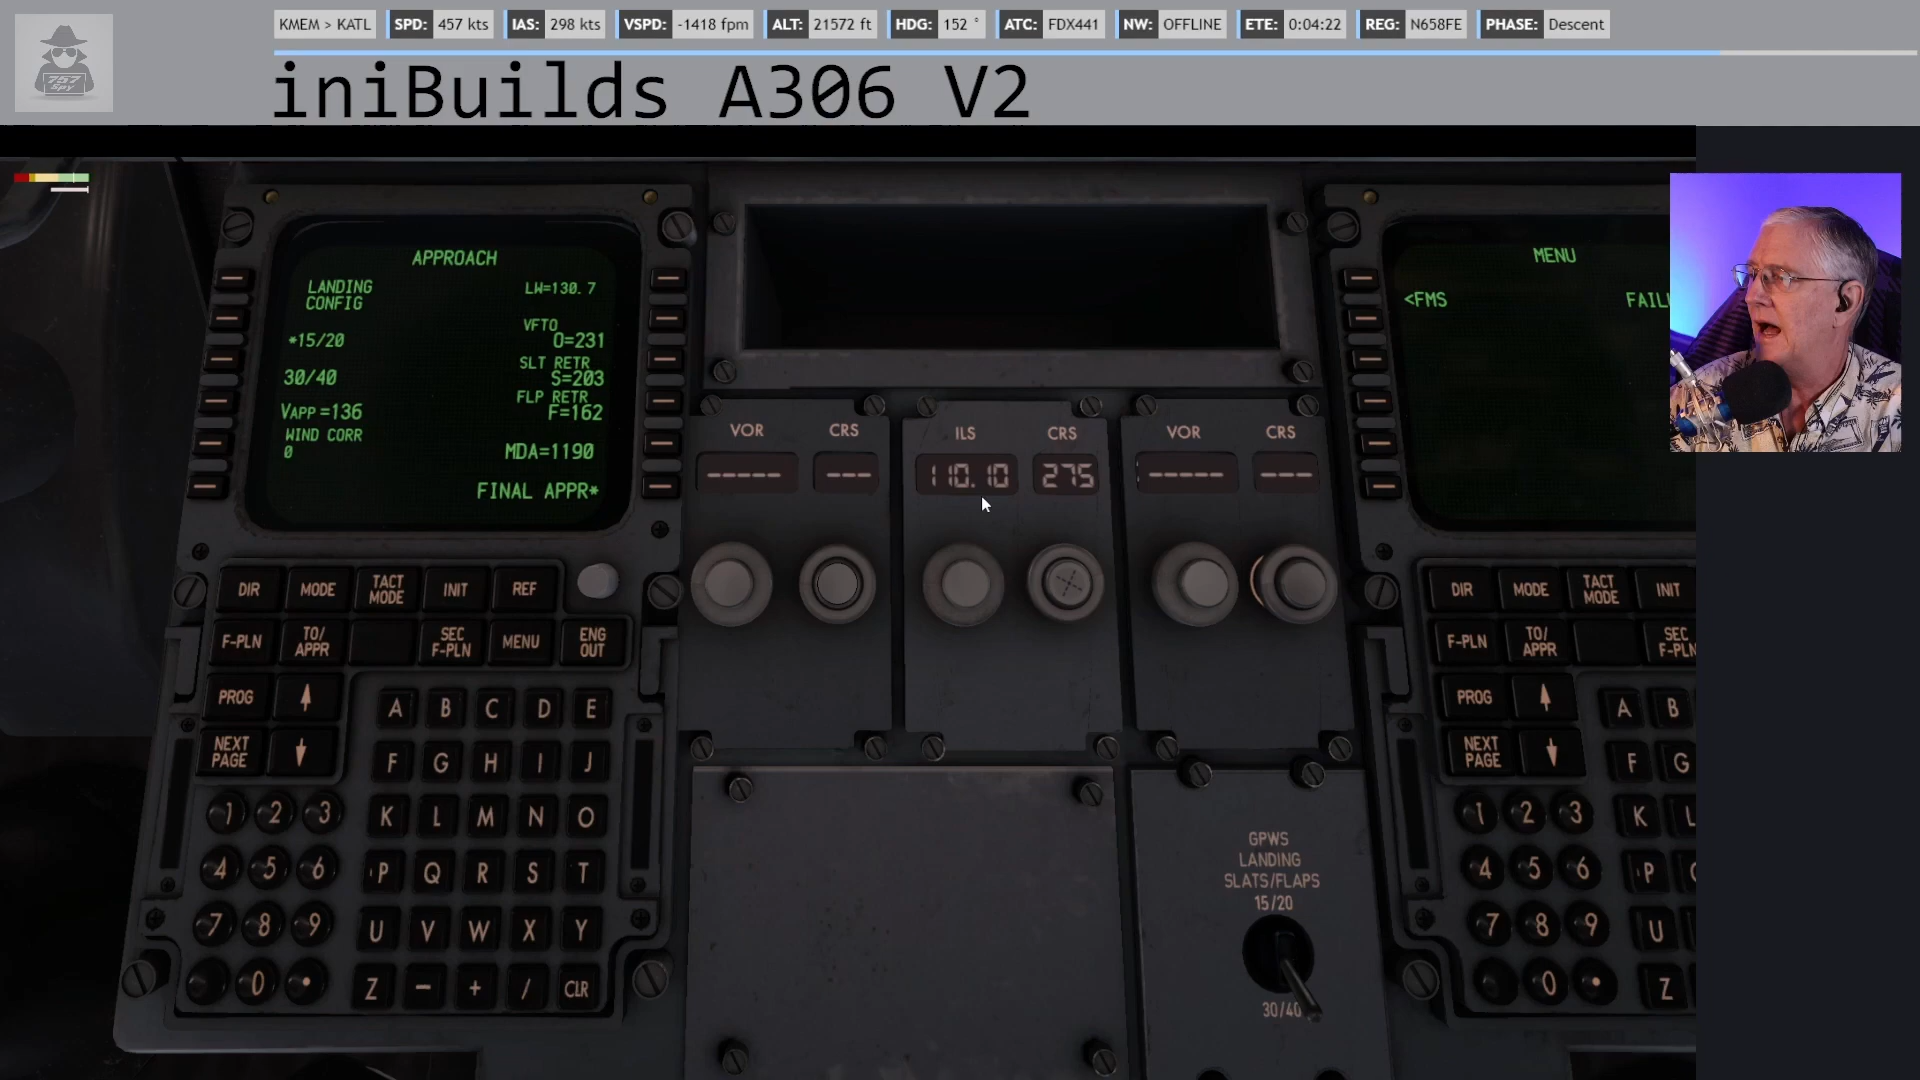 KMEM > KATL SPD: 457 kts IAS: 298 kts VSPD: -1418 fpm ALT: 21572 ft HDG: 152 ° ATC: FDX441 NW: OFFLINE ETE: 0:04:22 REG: N658FE PHASE: Descent
757
Spy
iniBuilds A306 V2
APPROACH
LANDING
CONFIG
LW=130.7
VFTO
*15/20 O=231
SLT RETR
30/40 S=203
FLP RETR
VAPP=136 F=162
WIND CORR
0
MDA=1190
FINAL APPR*
DIR MODE TACT MODE INIT REF
F-PLN TO/ APPR SEC F-PLN MENU ENG OUT
PROG
NEXT PAGE
A B C D E
F G H I J
K L M N O
P Q R S T
U V W X Y
Z - + / CLR
1 2 3
4 5 6
7 8 9
0 •
VOR CRS
----- ---
ILS CRS
110.10 275
VOR CRS
----- ---
GPWS
LANDING
SLATS/FLAPS
15/20
30/40
MENU
<FMS FAIL
DIR MODE TACT MODE INIT
F-PLN TO/ APPR SEC F-PLN
PROG
NEXT PAGE
A B
F G
K L
P
U V
Z
1 2 3
4 5 6
7 8 9
0 •